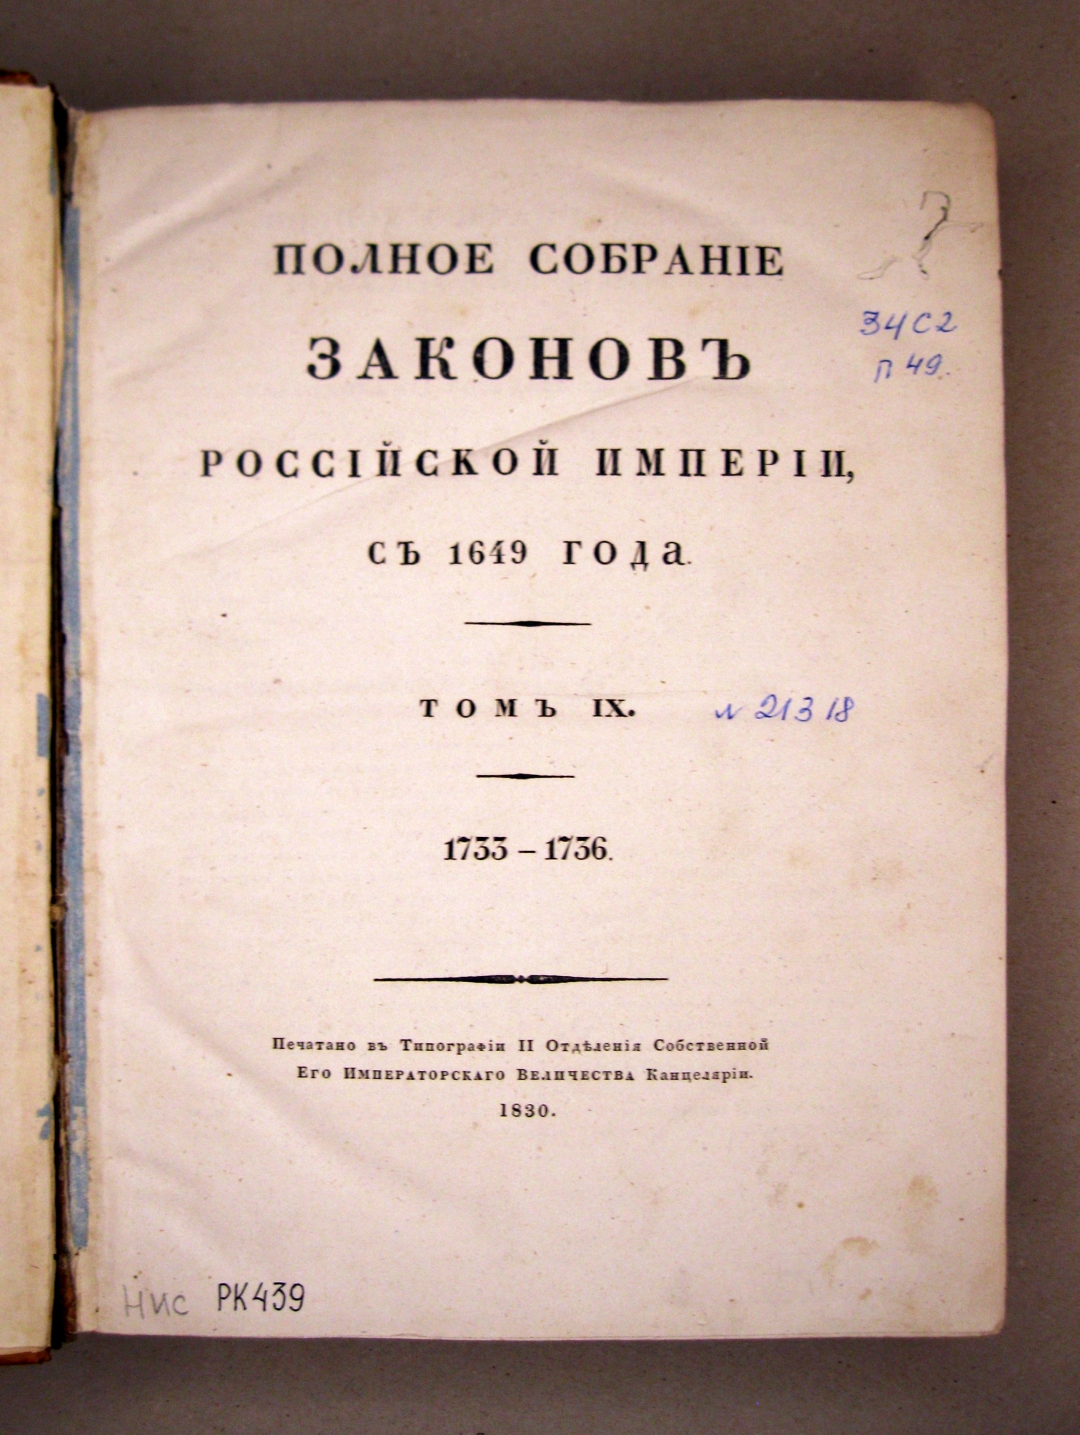 ПОЛНОЕ СОБРАНІЕ
ЗАКОНОВЪ
34С2
П 49.
РОССІЙСКОЙ ИМПЕРІИ,
СЪ 1649 ГОДа.
ТОМЪ IX.
№ 21318
1733 – 1736.
Печатано въ Типографіи II Отдѣленія Собственной
Его Императорскаго Величества Канцеляріи.
1830.
НИС РК439